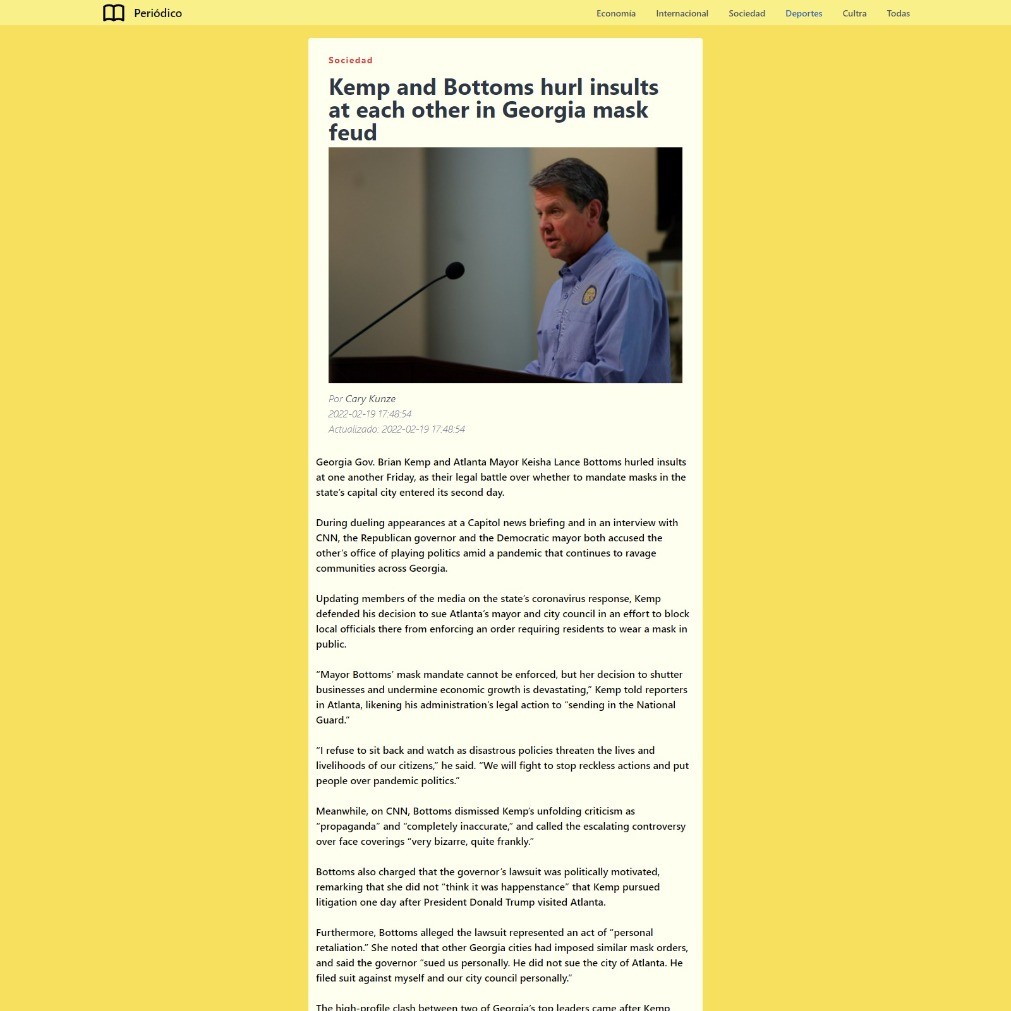 Periódico
Economía
Internacional
Sociedad
Deportes
Cultra
Todas
Sociedad
Kemp and Bottoms hurl insults
at each other in Georgia mask
feud
Por Cary Kunze
2022-02-19 17:48:54
Actualizado: 2022-02-19 17:48:54
Georgia Gov. Brian Kemp and Atlanta Mayor Keisha Lance Bottoms hurled insults
at one another Friday, as their legal battle over whether to mandate masks in the
state’s capital city entered its second day.
During dueling appearances at a Capitol news briefing and in an interview with
CNN, the Republican governor and the Democratic mayor both accused the
other’s office of playing politics amid a pandemic that continues to ravage
communities across Georgia.
Updating members of the media on the state’s coronavirus response, Kemp
defended his decision to sue Atlanta’s mayor and city council in an effort to block
local officials there from enforcing an order requiring residents to wear a mask in
public.
“Mayor Bottoms’ mask mandate cannot be enforced, but her decision to shutter
businesses and undermine economic growth is devastating,” Kemp told reporters
in Atlanta, likening his administration’s legal action to “sending in the National
Guard.”
“I refuse to sit back and watch as disastrous policies threaten the lives and
livelihoods of our citizens,” he said. “We will fight to stop reckless actions and put
people over pandemic politics.”
Meanwhile, on CNN, Bottoms dismissed Kemp’s unfolding criticism as
“propaganda” and “completely inaccurate,” and called the escalating controversy
over face coverings “very bizarre, quite frankly.”
Bottoms also charged that the governor’s lawsuit was politically motivated,
remarking that she did not “think it was happenstance” that Kemp pursued
litigation one day after President Donald Trump visited Atlanta.
Furthermore, Bottoms alleged the lawsuit represented an act of “personal
retaliation.” She noted that other Georgia cities had imposed similar mask orders,
and said the governor “sued us personally. He did not sue the city of Atlanta. He
filed suit against myself and our city council personally.”
The high-profile clash between two of Georgia’s top leaders came after Kemp